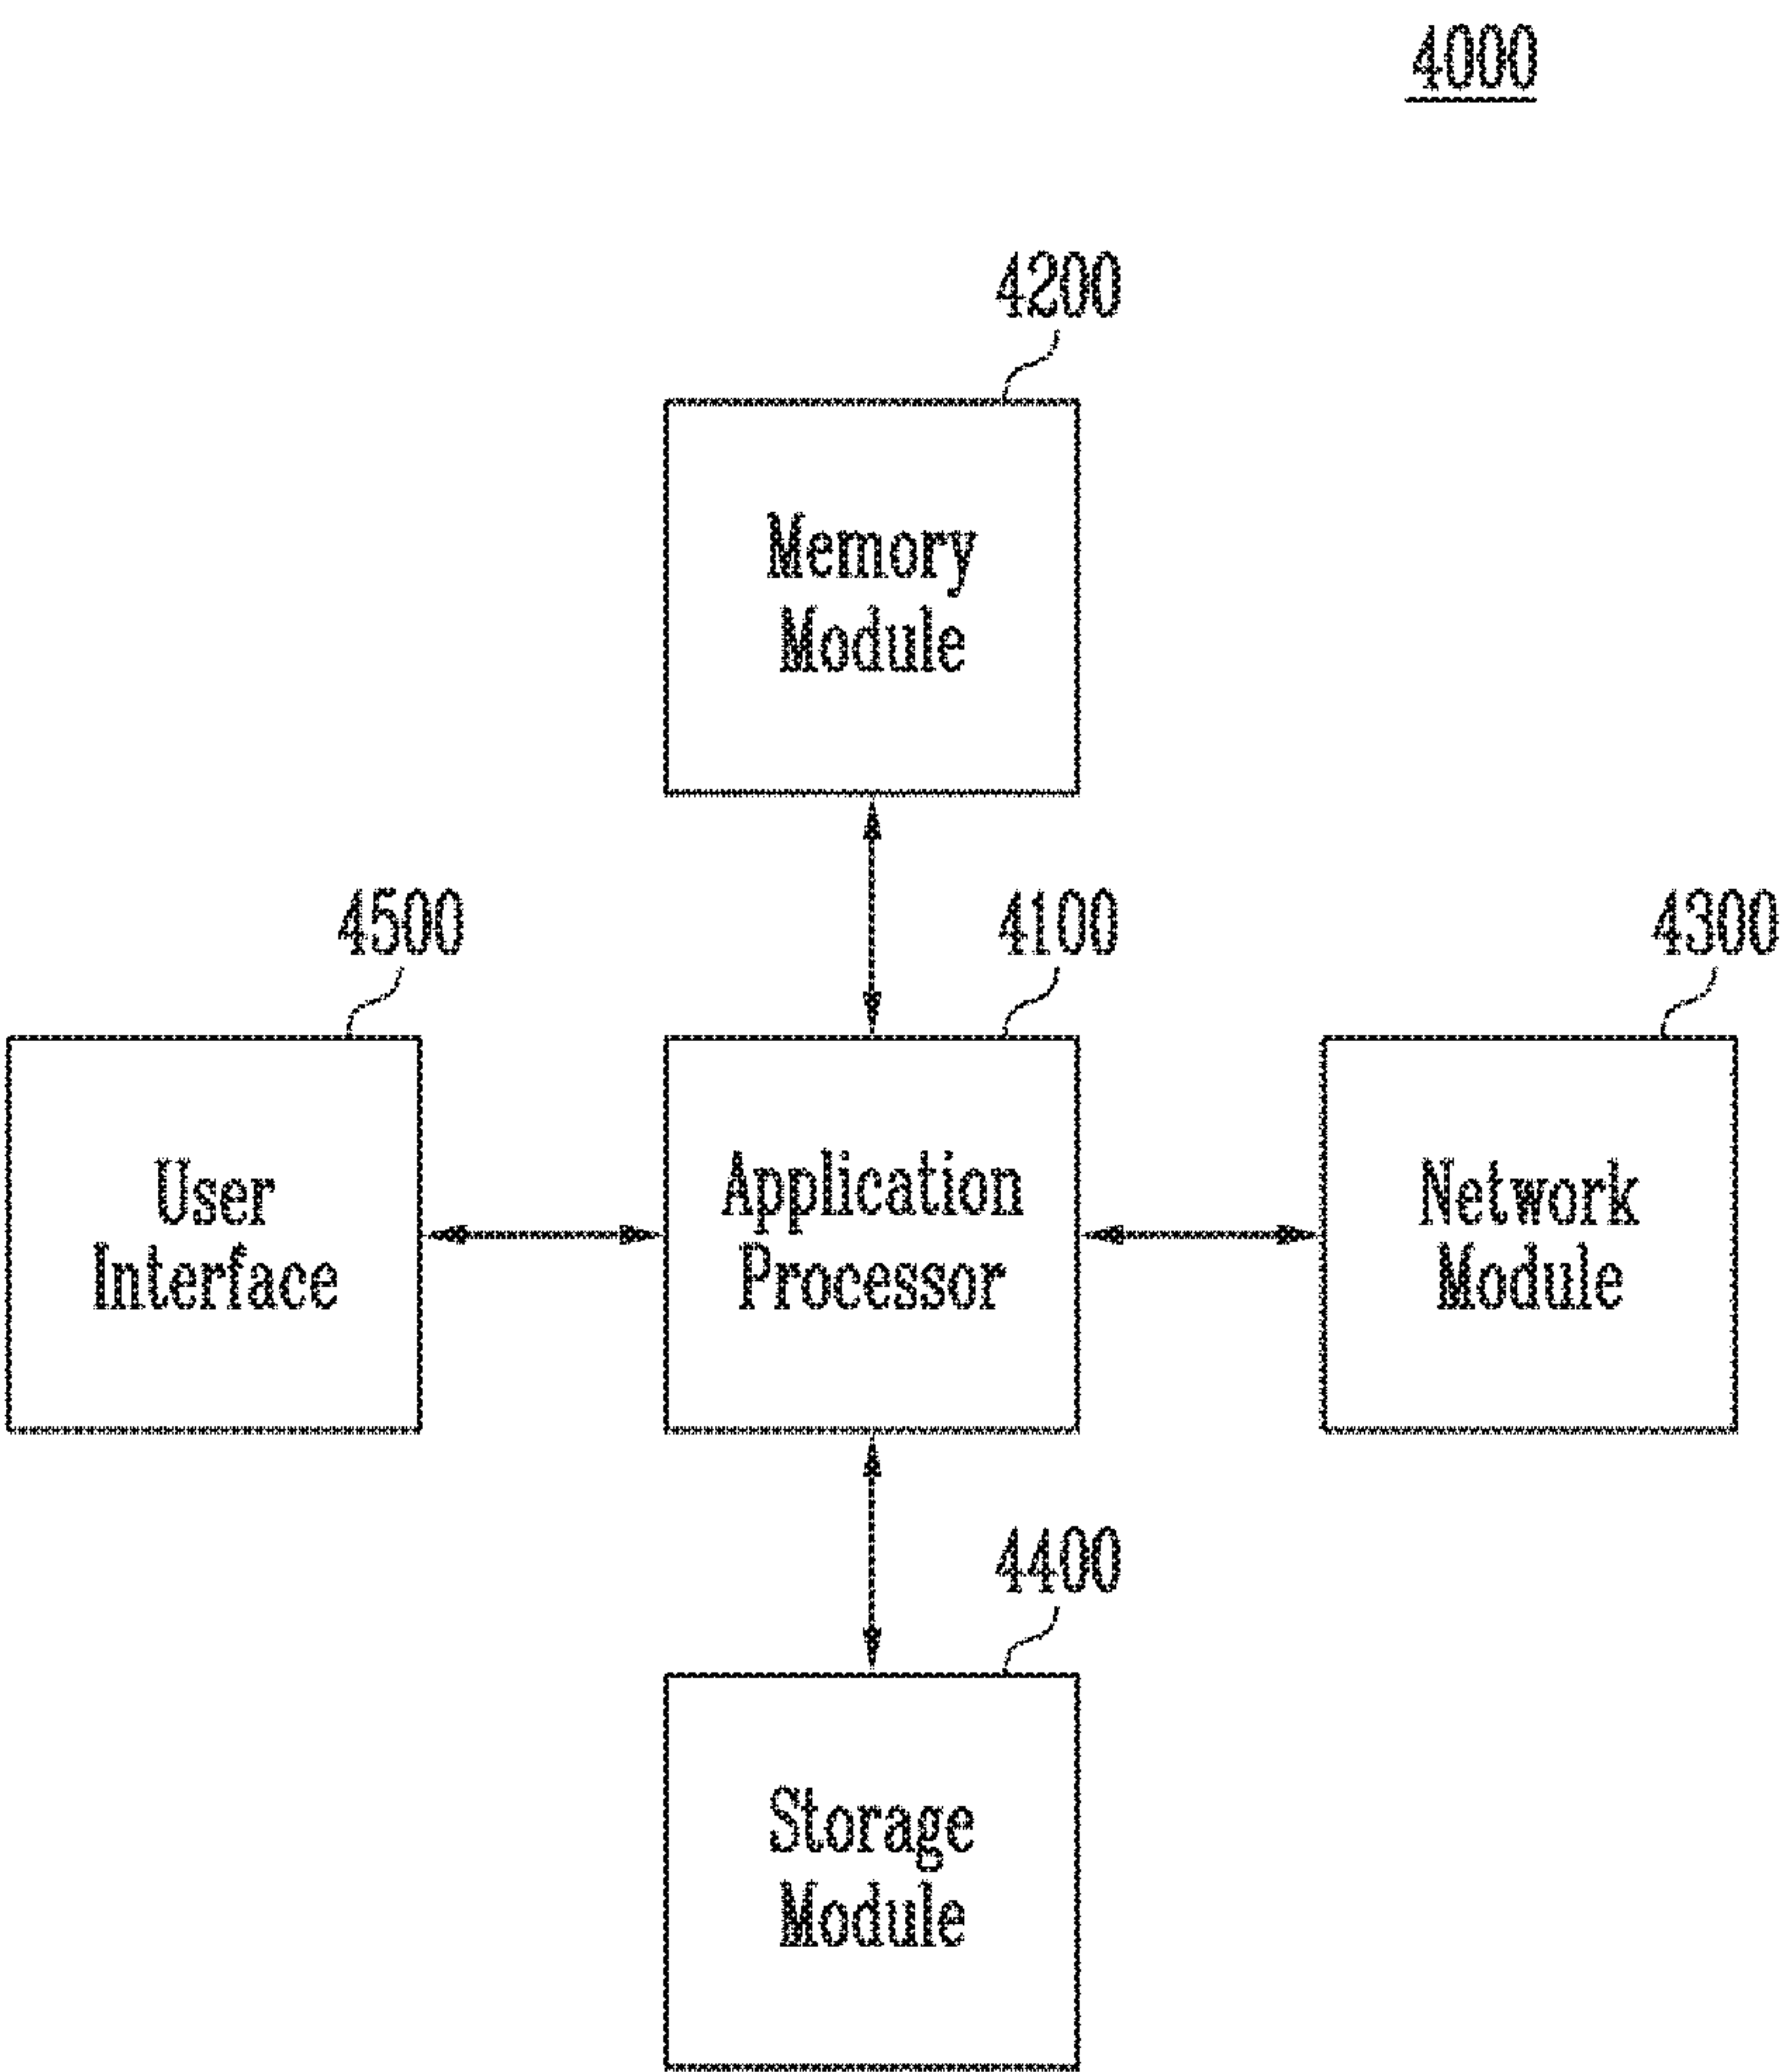 4000
4200
Memory
Module
4500
4100
4300
User
Interface
Application
Processor
Network
Module
4400
Storage
Module